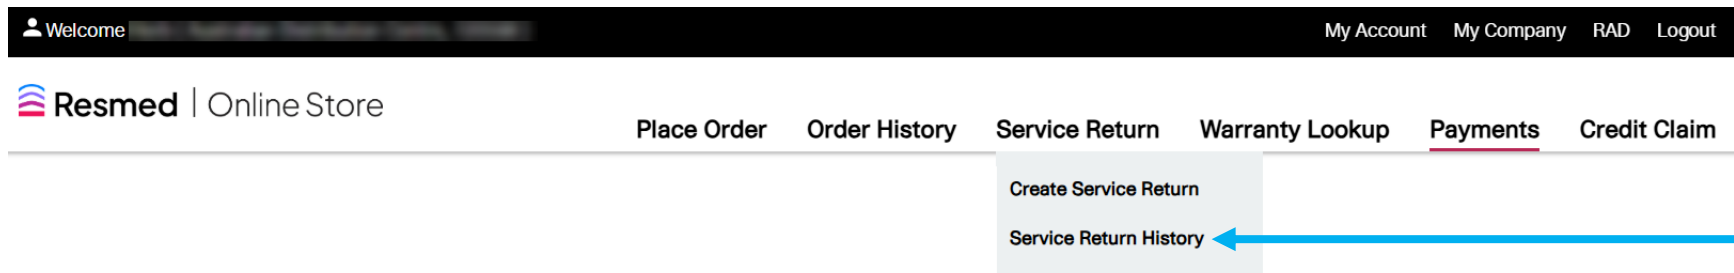 Welcome
My Account My Company RAD Logout
Resmed | Online Store
Place Order Order History Service Return Warranty Lookup Payments Credit Claim
Create Service Return
Service Return History